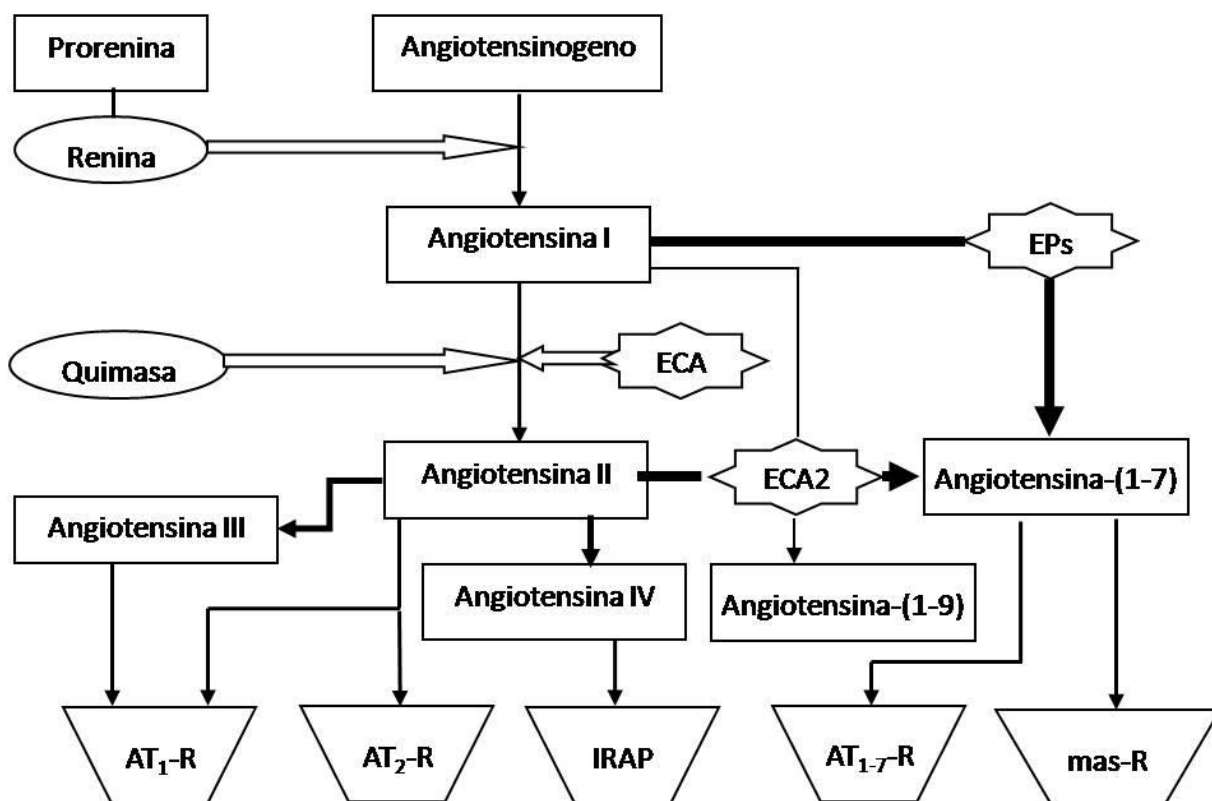 Prorenina
Angiotensinogeno
Renina
Angiotensina I
EPs
Quimasa
ECA
Angiotensina II
ECA2
Angiotensina-(1-7)
Angiotensina III
Angiotensina IV
Angiotensina-(1-9)
AT₁-R
AT₂-R
IRAP
AT₁₋₇-R
mas-R